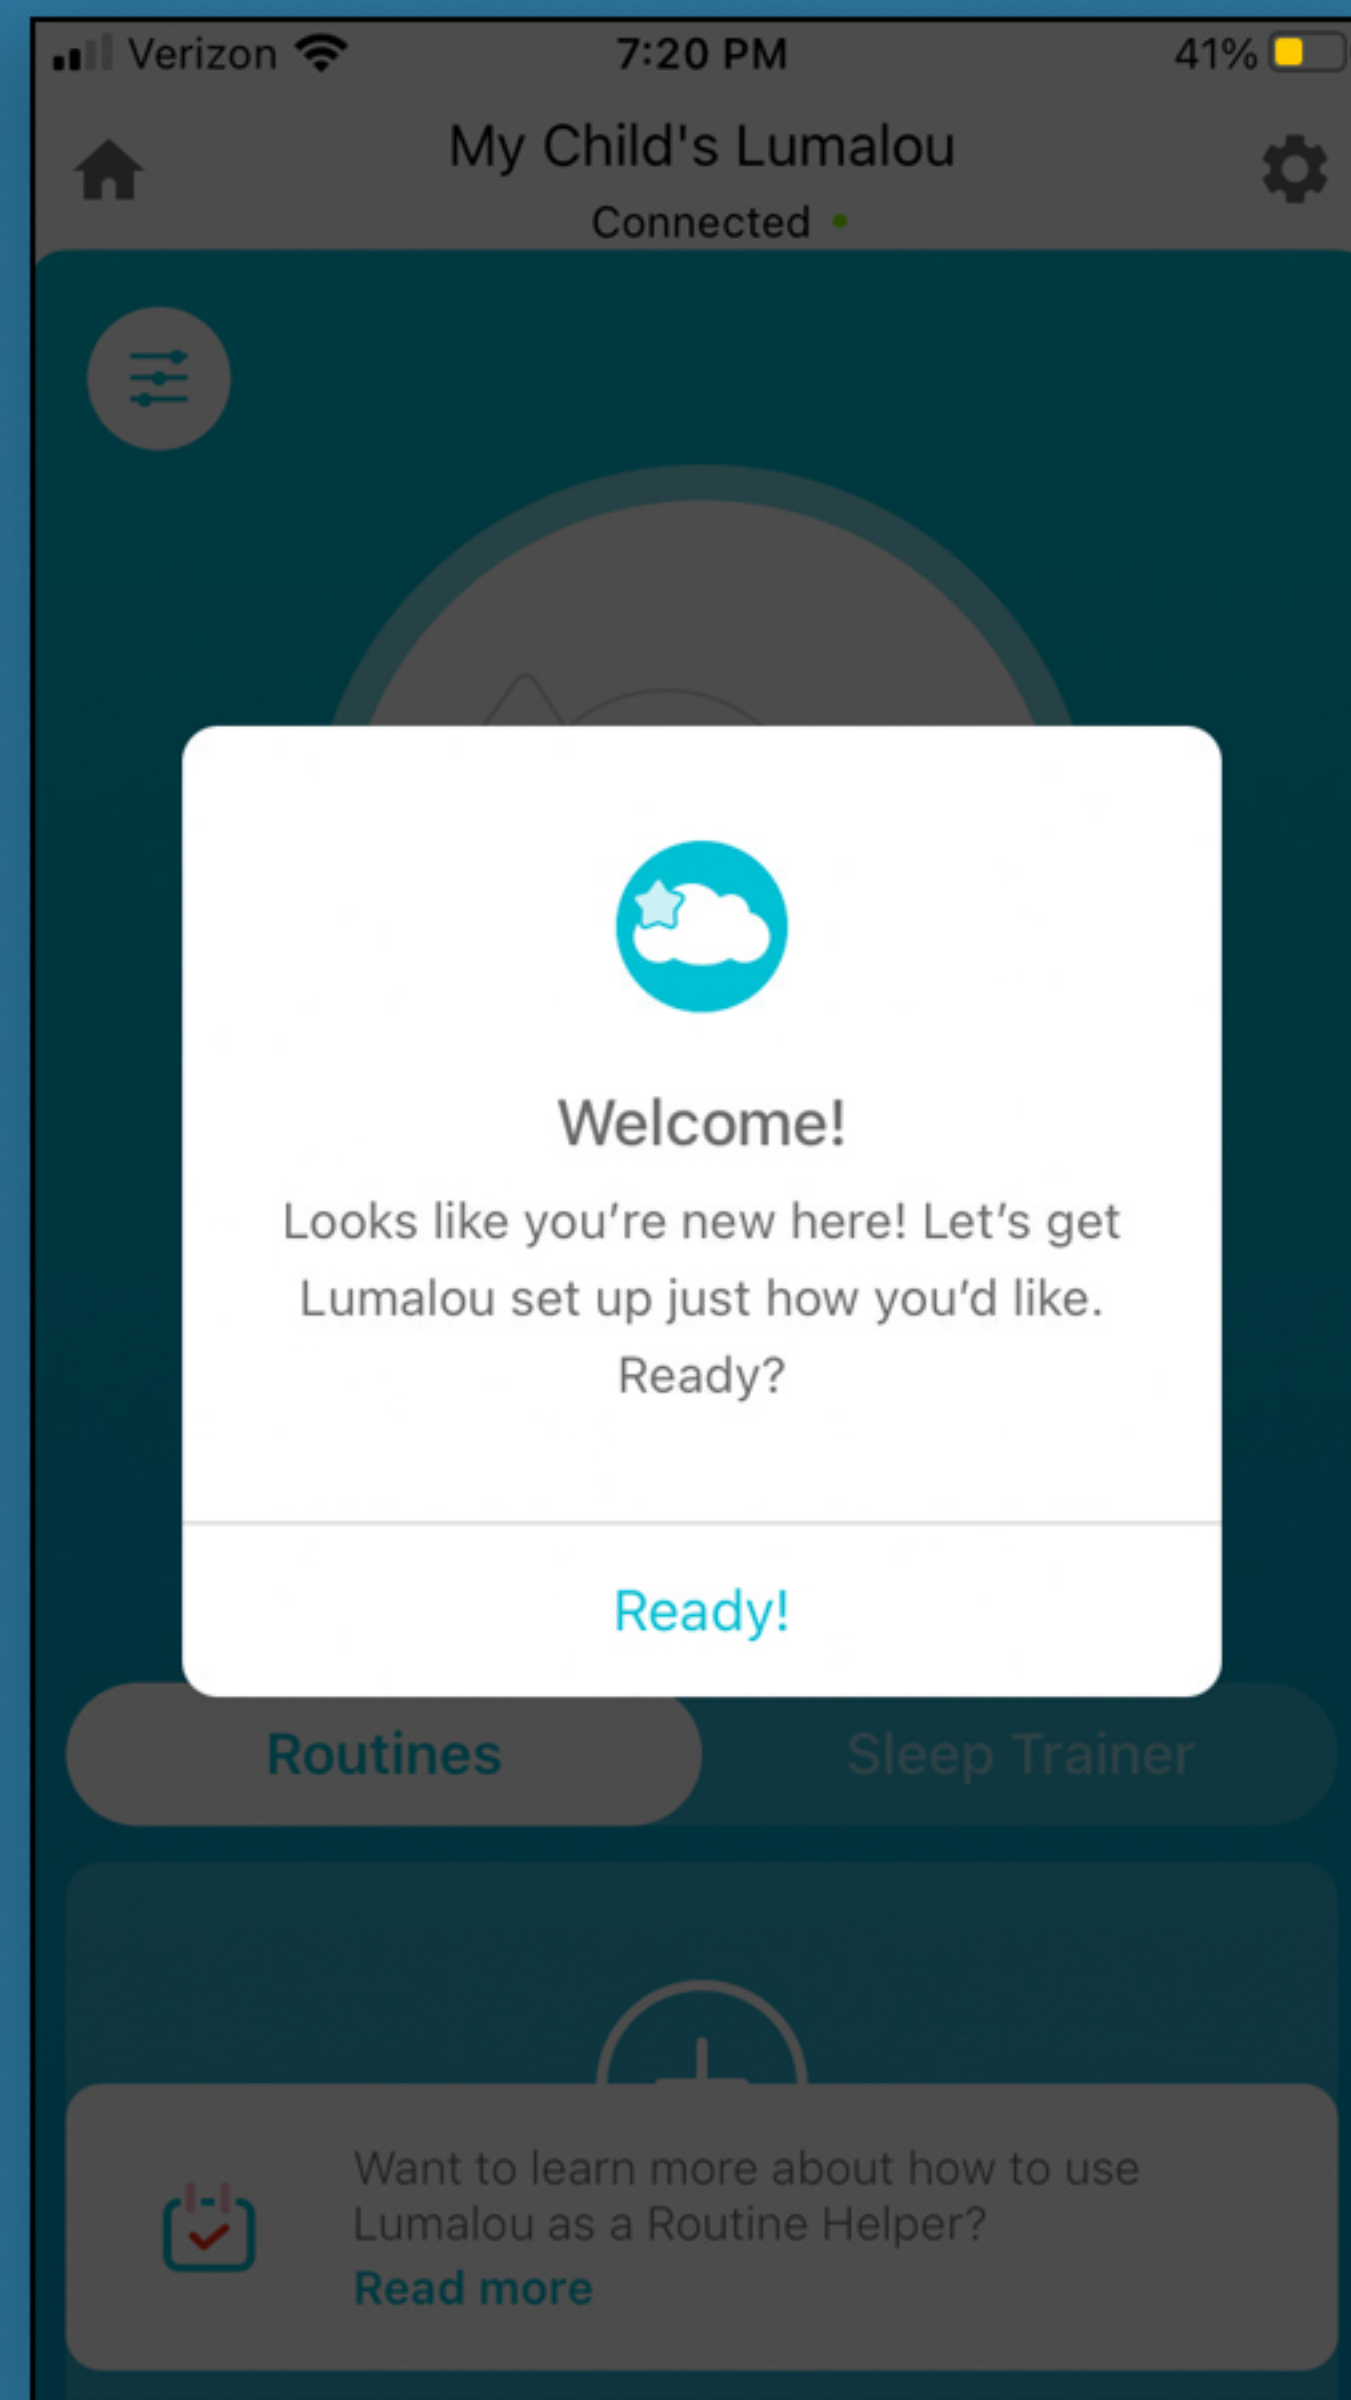 Verizon 7:20 PM 41%
My Child's Lumalou
Connected
Welcome!
Looks like you’re new here! Let’s get
Lumalou set up just how you’d like.
Ready?
Ready!
Routines Sleep Trainer
Want to learn more about how to use
Lumalou as a Routine Helper?
Read more